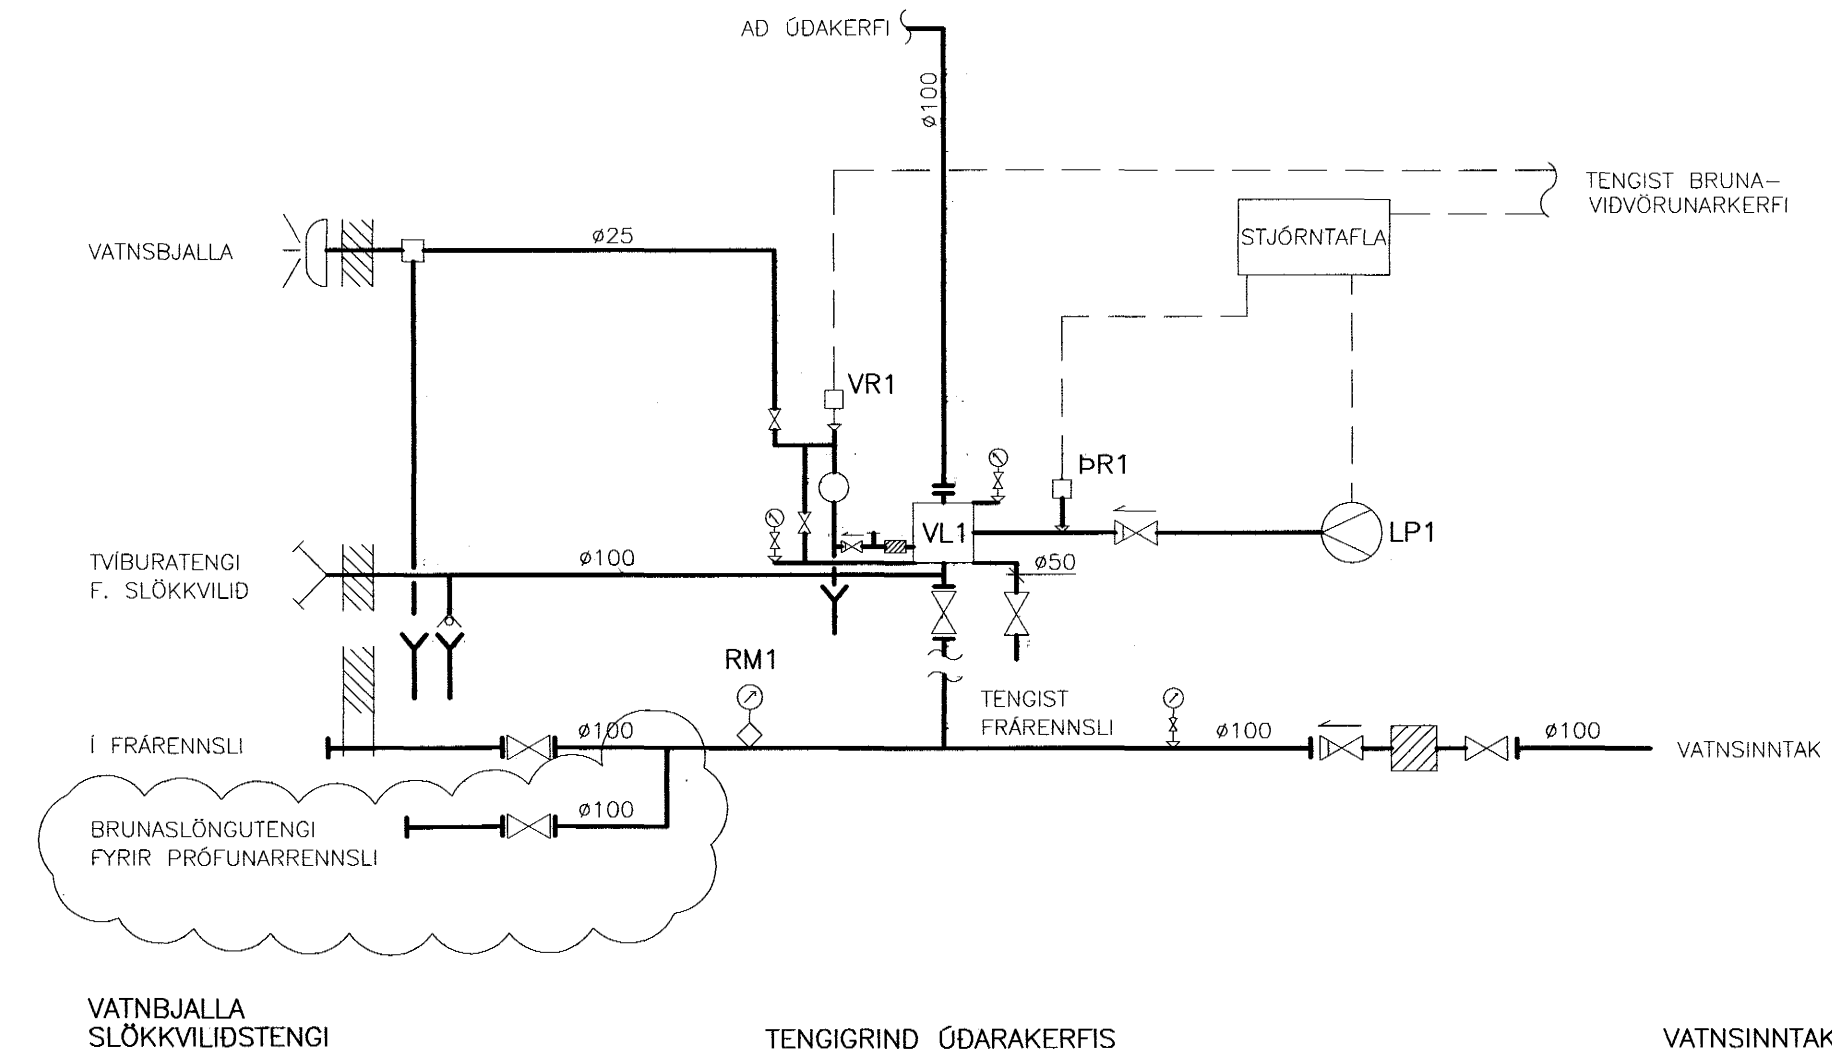 AÐ ÚÐAKERFI
ø100
TENGIST BRUNA–
VIÐVÖRUNARKERFI
STJÓRNTAFLA
VATNSBJALLA
ø25
VR1
ÞR1
VL1
LP1
TVÍBURATENGI
F. SLÖKKVILIÐ
ø100
ø50
RM1
TENGIST
FRÁRENNSLI
Í FRÁRENNSLI
ø100
ø100
ø100
VATNSINNTAK
BRUNASLÖNGUTENGI
FYRIR PRÓFUNARRENNSLI
ø100
VATNBJALLA
SLÖKKVILIÐSTENGI
TENGIGRIND ÚÐARAKERFIS
VATNSINNTAK